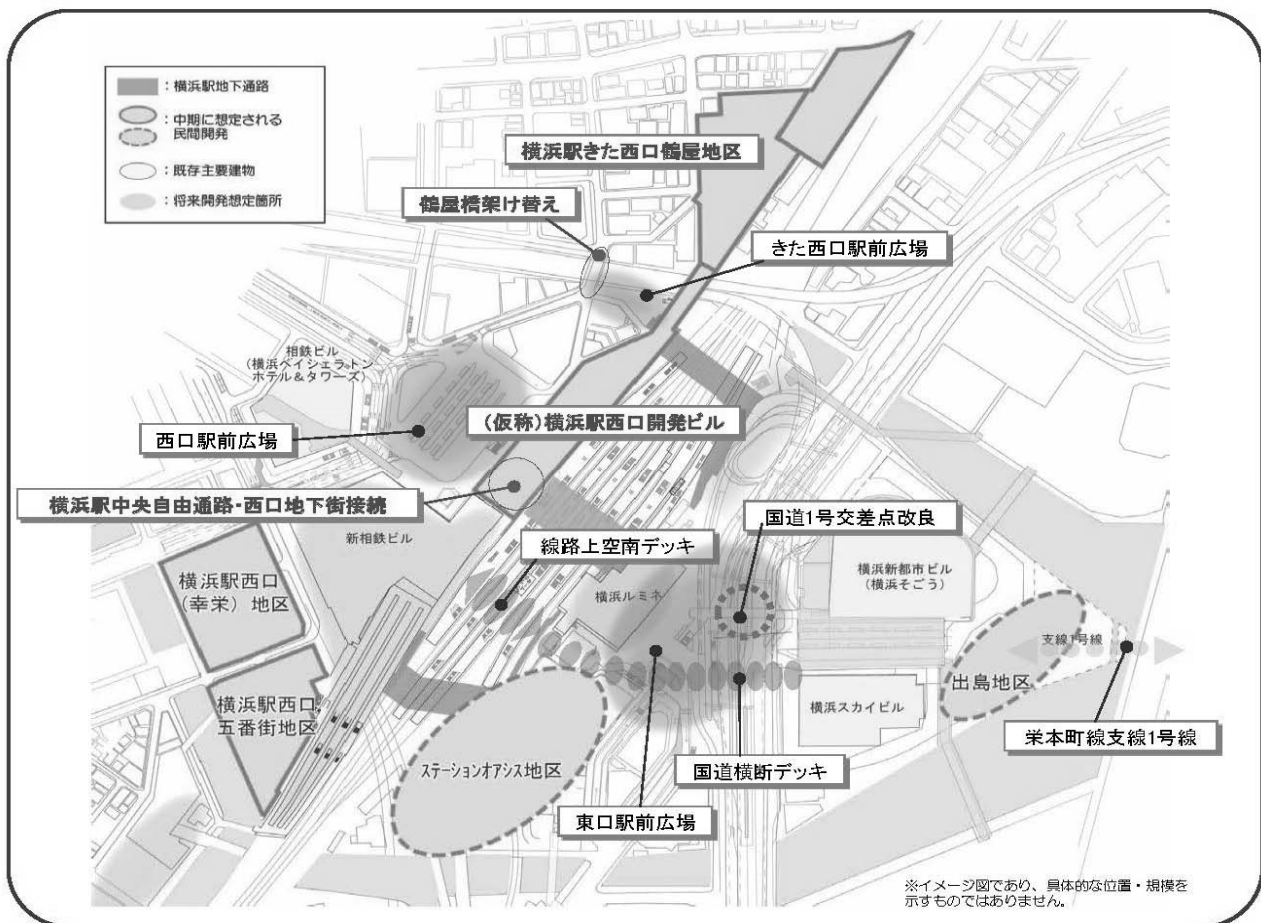 ：横浜駅地下通路
：中期に想定される
民間開発
：既存主要建物
：将来開発想定箇所
横浜駅きた西口鶴屋地区
鶴屋橋架け替え
きた西口駅前広場
相鉄ビル
(横浜ベイシェラトン
ホテル&タワーズ)
(仮称)横浜駅西口開発ビル
西口駅前広場
横浜駅中央自由通路・西口地下街接続
国道1号交差点改良
新相鉄ビル
線路上空南デッキ
横浜新都市ビル
(横浜そごう)
横浜駅西口
(幸栄)地区
横浜ルミネ
支線1号線
出島地区
横浜駅西口
五番街地区
横浜スカイビル
栄本町線支線1号線
ステーションオアシス地区
国道横断デッキ
東口駅前広場
※イメージ図であり、具体的な位置・規模を
示すものではありません。